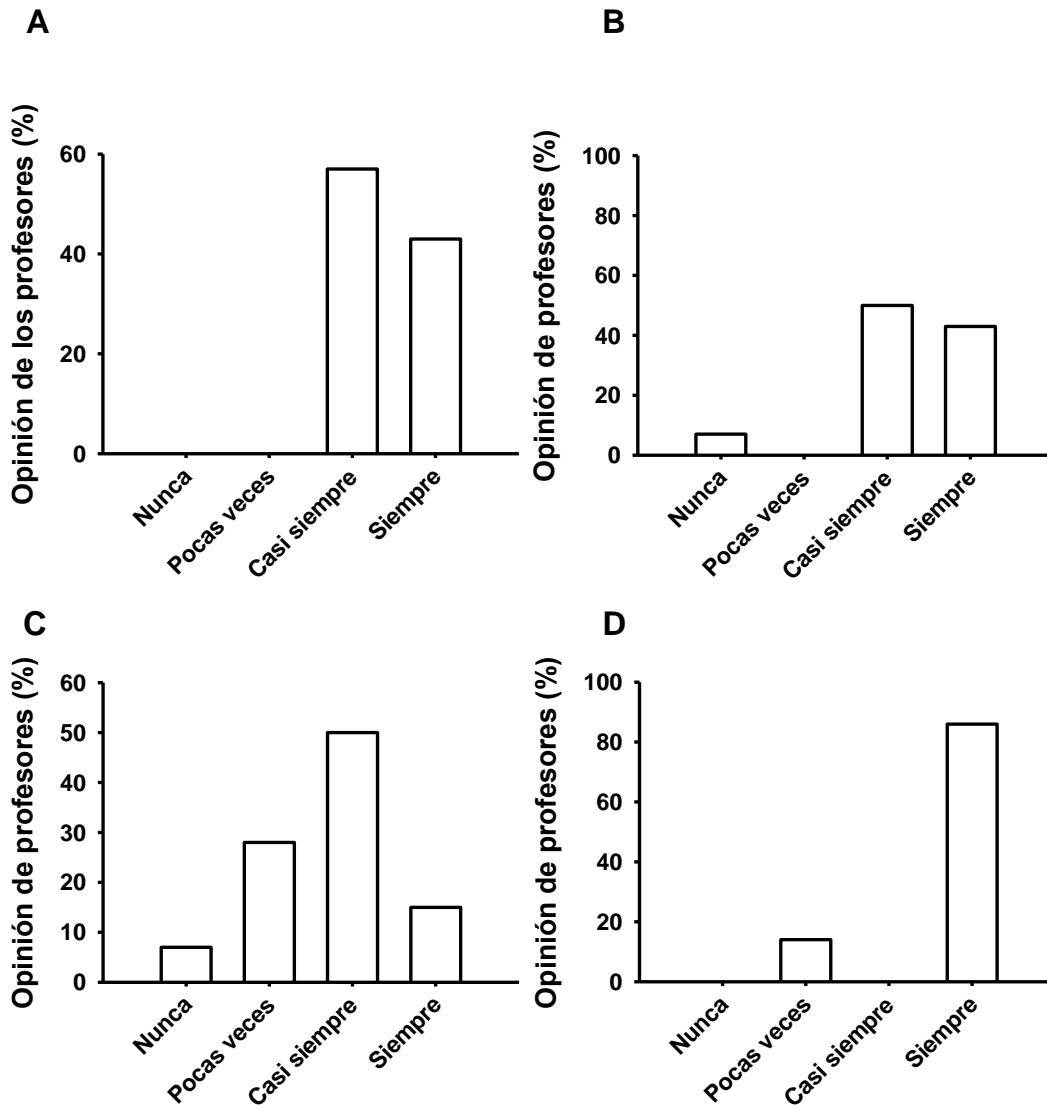 A
Opinión de los profesores (%)
60
40
20
0
Nunca
Pocas veces
Casi siempre
Siempre
B
Opinión de profesores (%)
100
80
60
40
20
0
Nunca
Pocas veces
Casi siempre
Siempre
C
Opinión de profesores (%)
60
50
40
30
20
10
0
Nunca
Pocas veces
Casi siempre
Siempre
D
Opinión de profesores (%)
100
80
60
40
20
0
Nunca
Pocas veces
Casi siempre
Siempre